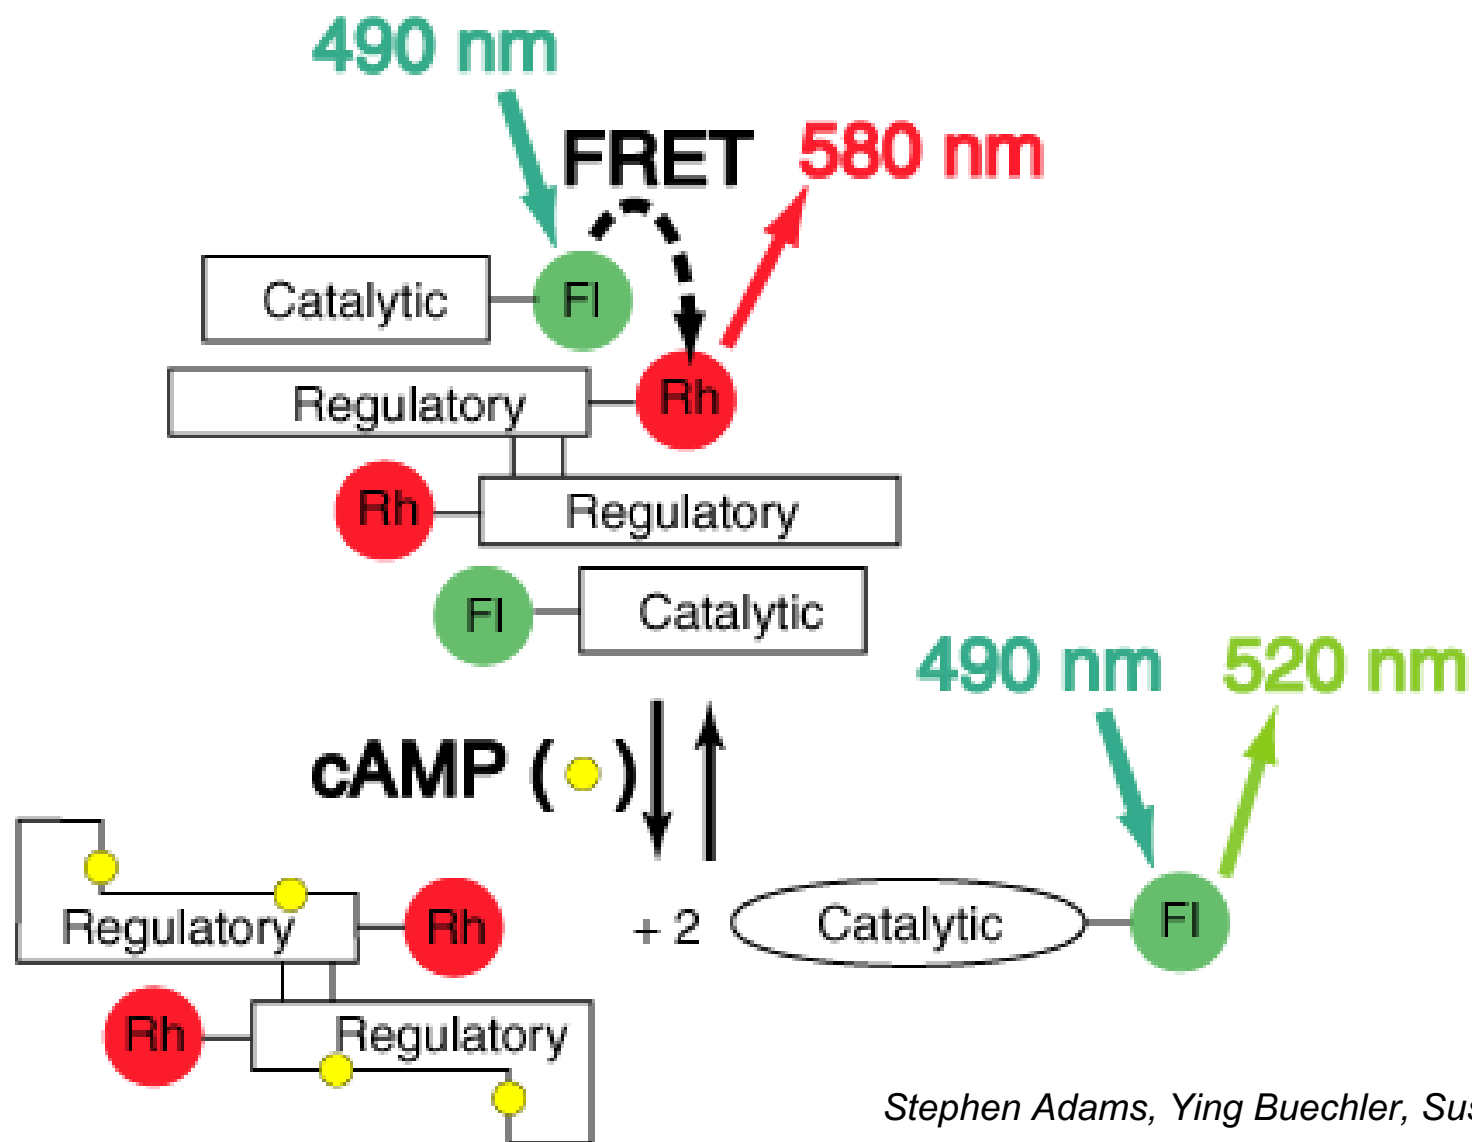 490 nm
FRET 580 nm
Catalytic Fl
Regulatory Rh
Rh Regulatory
Fl Catalytic
490 nm 520 nm
cAMP ( )
Regulatory Rh + 2 Catalytic Fl
Rh Regulatory
Stephen Adams, Ying Buechler,